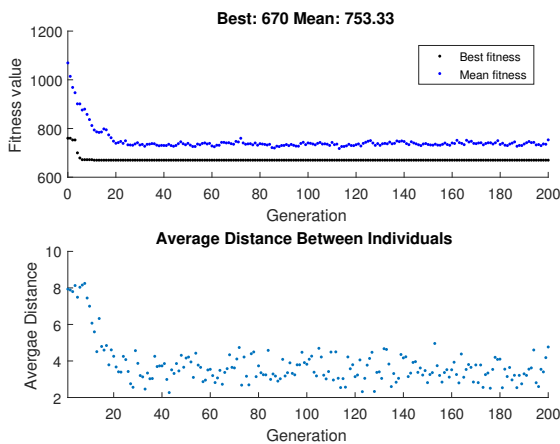 Best: 670 Mean: 753.33
1200
1000
800
600
Fitness value
Best fitness
Mean fitness
0 20 40 60 80 100 120 140 160 180 200
Generation
Average Distance Between Individuals
10
8
6
4
2
Avergae Distance
20 40 60 80 100 120 140 160 180 200
Generation